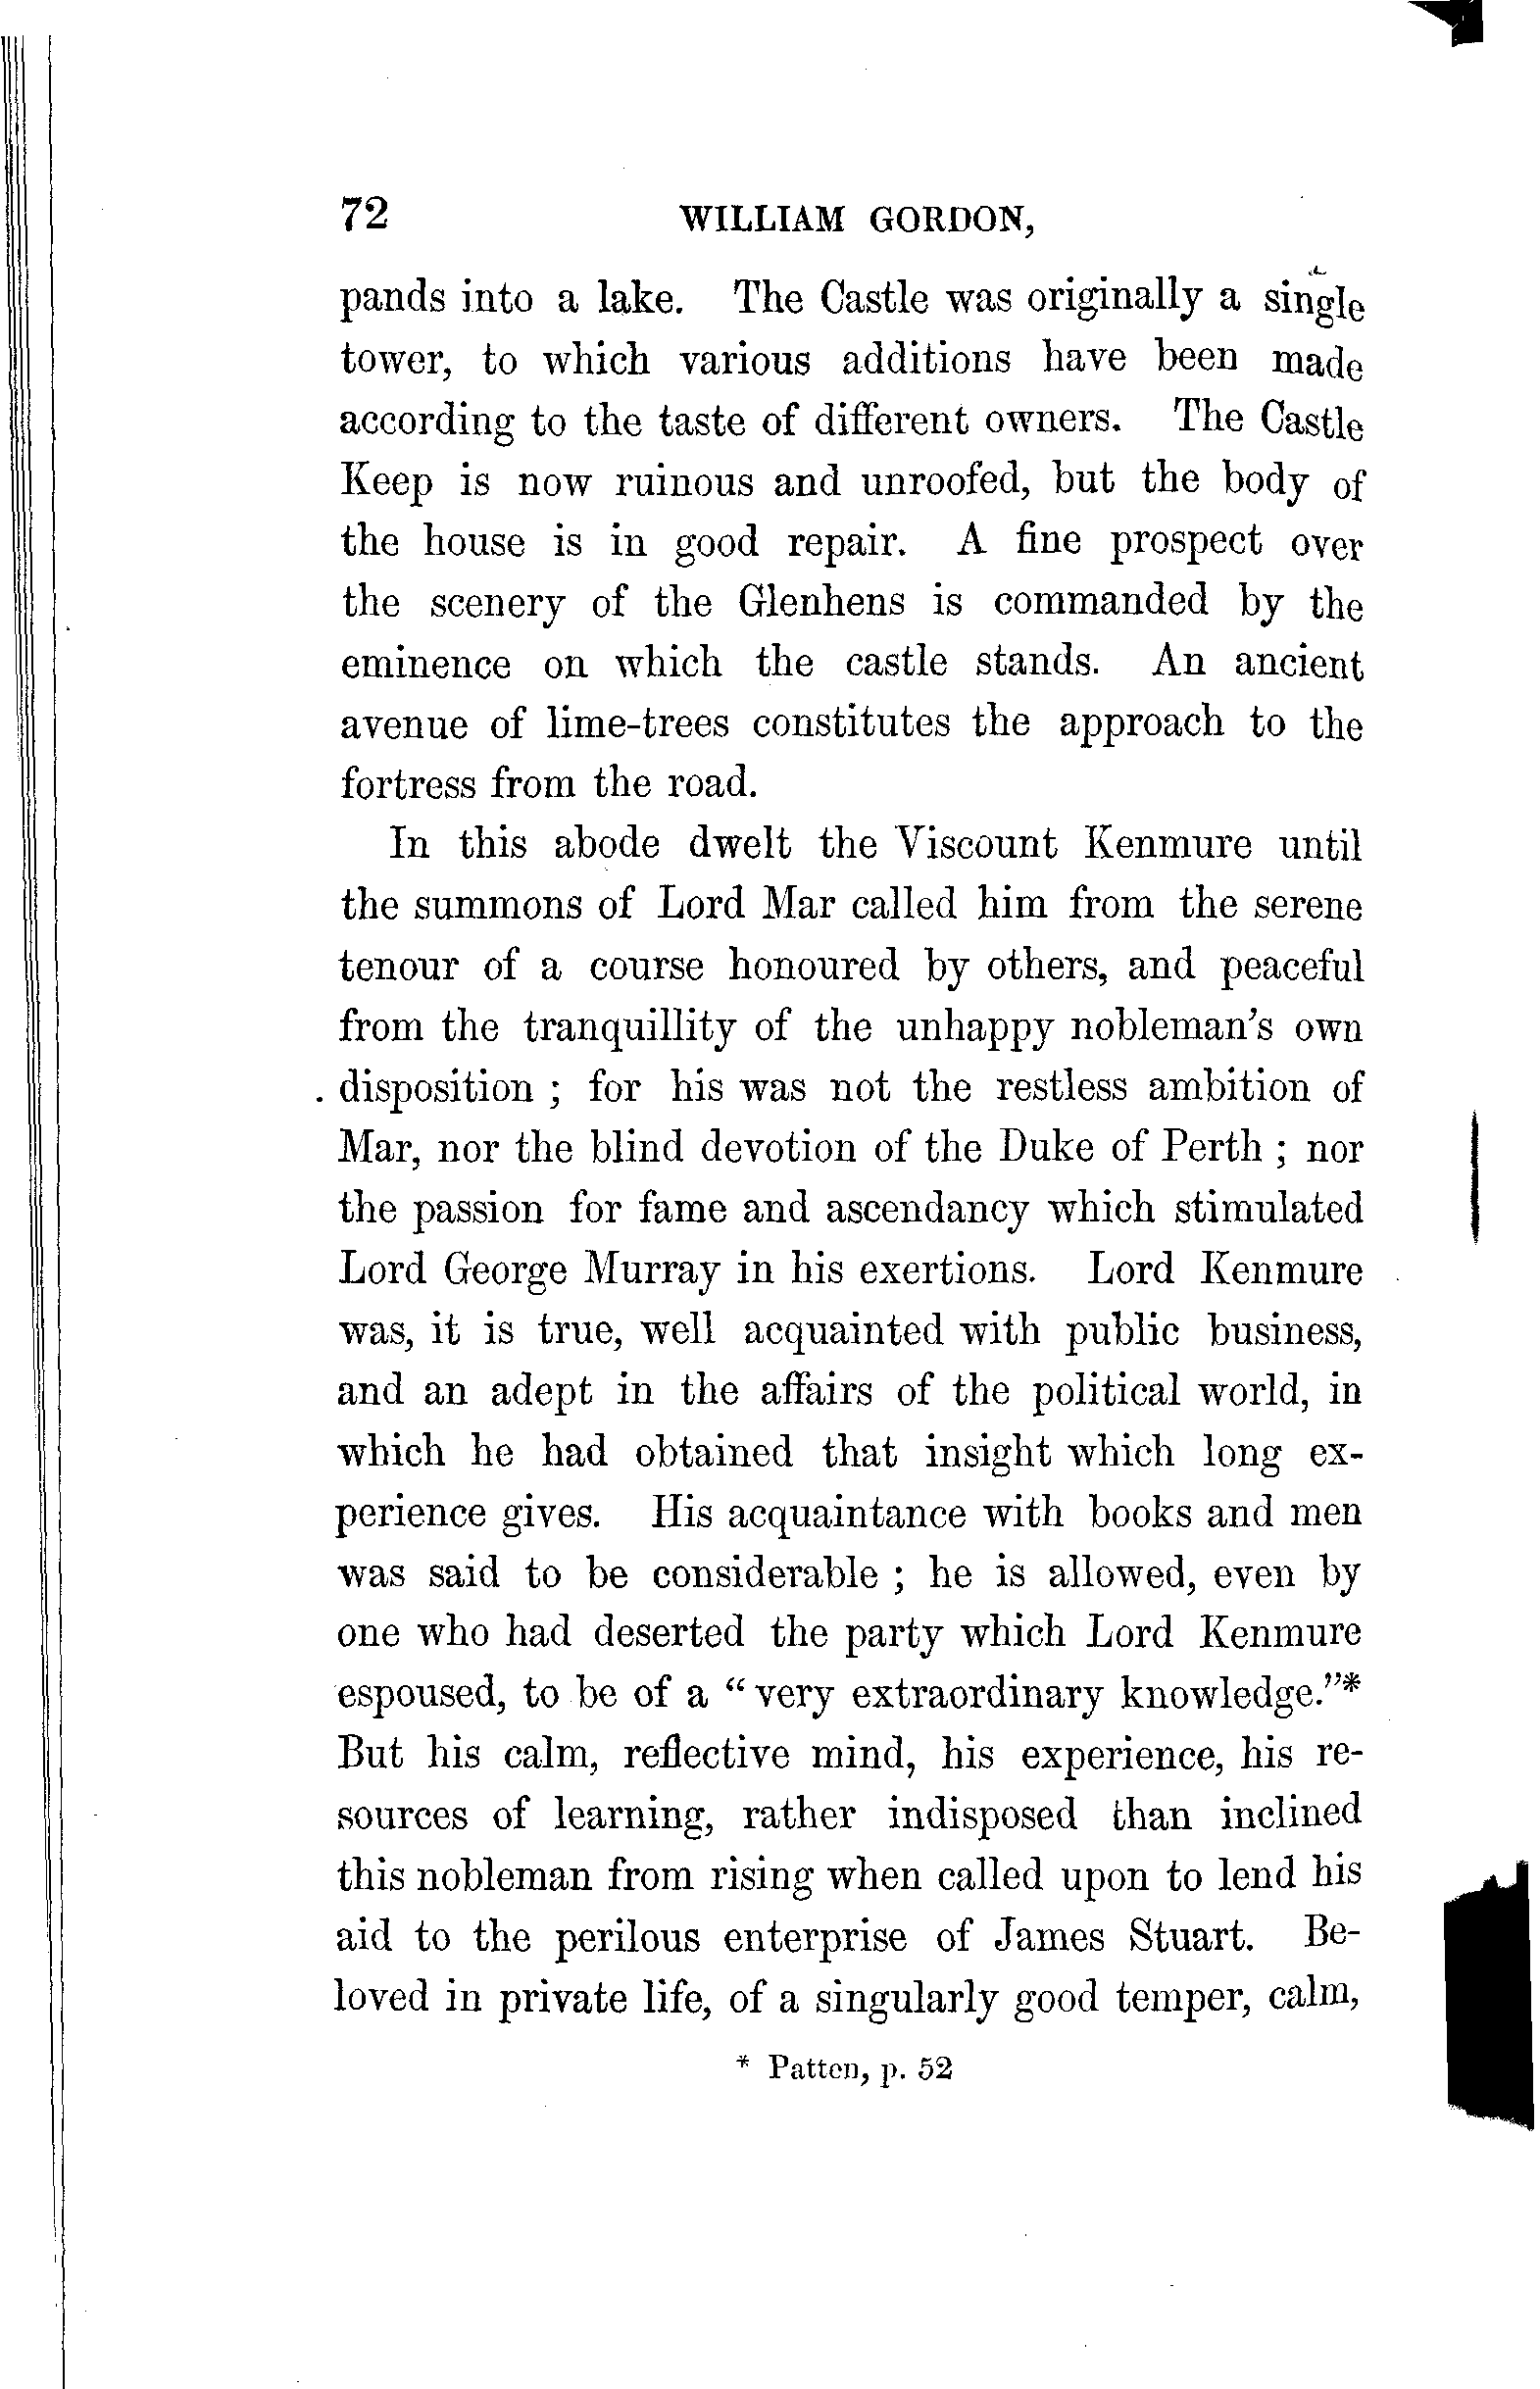 72 WILLIAM GORDON,
pands into a lake. The Castle was originally a single
tower, to which various additions have been made
according to the taste of different owners. The Castle
Keep is now ruinous and unroofed, but the body of
the house is in good repair. A fine prospect over
the scenery of the Glenhens is commanded by the
eminence on which the castle stands. An ancient
avenue of lime-trees constitutes the approach to the
fortress from the road.
In this abode dwelt the Viscount Kenmure until
the summons of Lord Mar called him from the serene
tenour of a course honoured by others, and peaceful
from the tranquillity of the unhappy nobleman's own
disposition ; for his was not the restless ambition of
Mar, nor the blind devotion of the Duke of Perth ; nor
the passion for fame and ascendancy which stimulated
Lord George Murray in his exertions. Lord Kenmure
was, it is true, well acquainted with public business,
and an adept in the affairs of the political world, in
which he had obtained that insight which long ex-
perience gives. His acquaintance with books and men
was said to be considerable ; he is allowed, even by
one who had deserted the party which Lord Kenmure
espoused, to be of a “ very extraordinary knowledge.”*
But his calm, reflective mind, his experience, his re-
sources of learning, rather indisposed than inclined
this nobleman from rising when called upon to lend his
aid to the perilous enterprise of James Stuart. Be-
loved in private life, of a singularly good temper, calm,
* Patten, p. 52